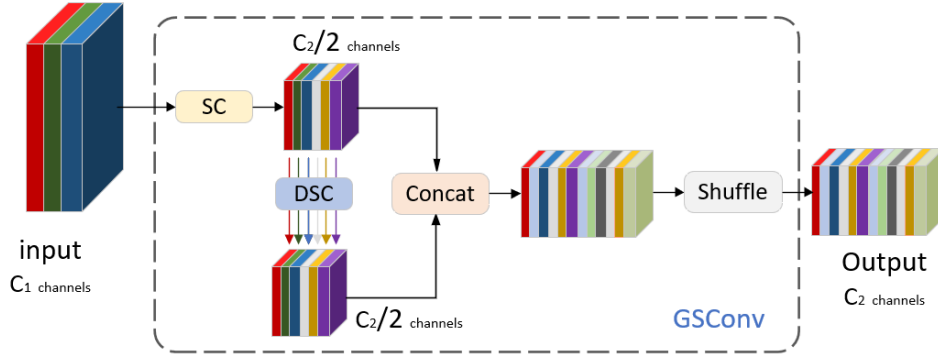 C₂/2 channels
SC
DSC
Concat
Shuffle
input
C₁ channels
Output
C₂ channels
C₂/2 channels
GSConv